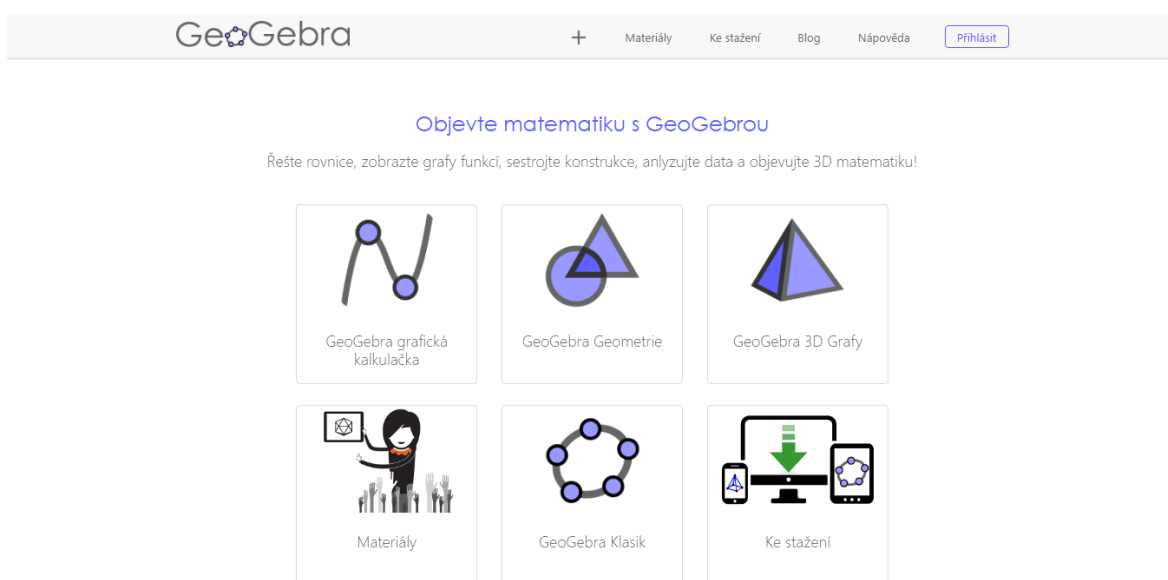 GeoGebra
+ Materiály Ke stažení Blog Nápověda Přihlásit
Objevte matematiku s GeoGebrou
Řešte rovnice, zobrazte grafy funkcí, sestrojte konstrukce, anlyzujte data a objevujte 3D matematiku!
GeoGebra grafická
kalkulačka
GeoGebra Geometrie
GeoGebra 3D Grafy
Materiály
GeoGebra Klasik
Ke stažení